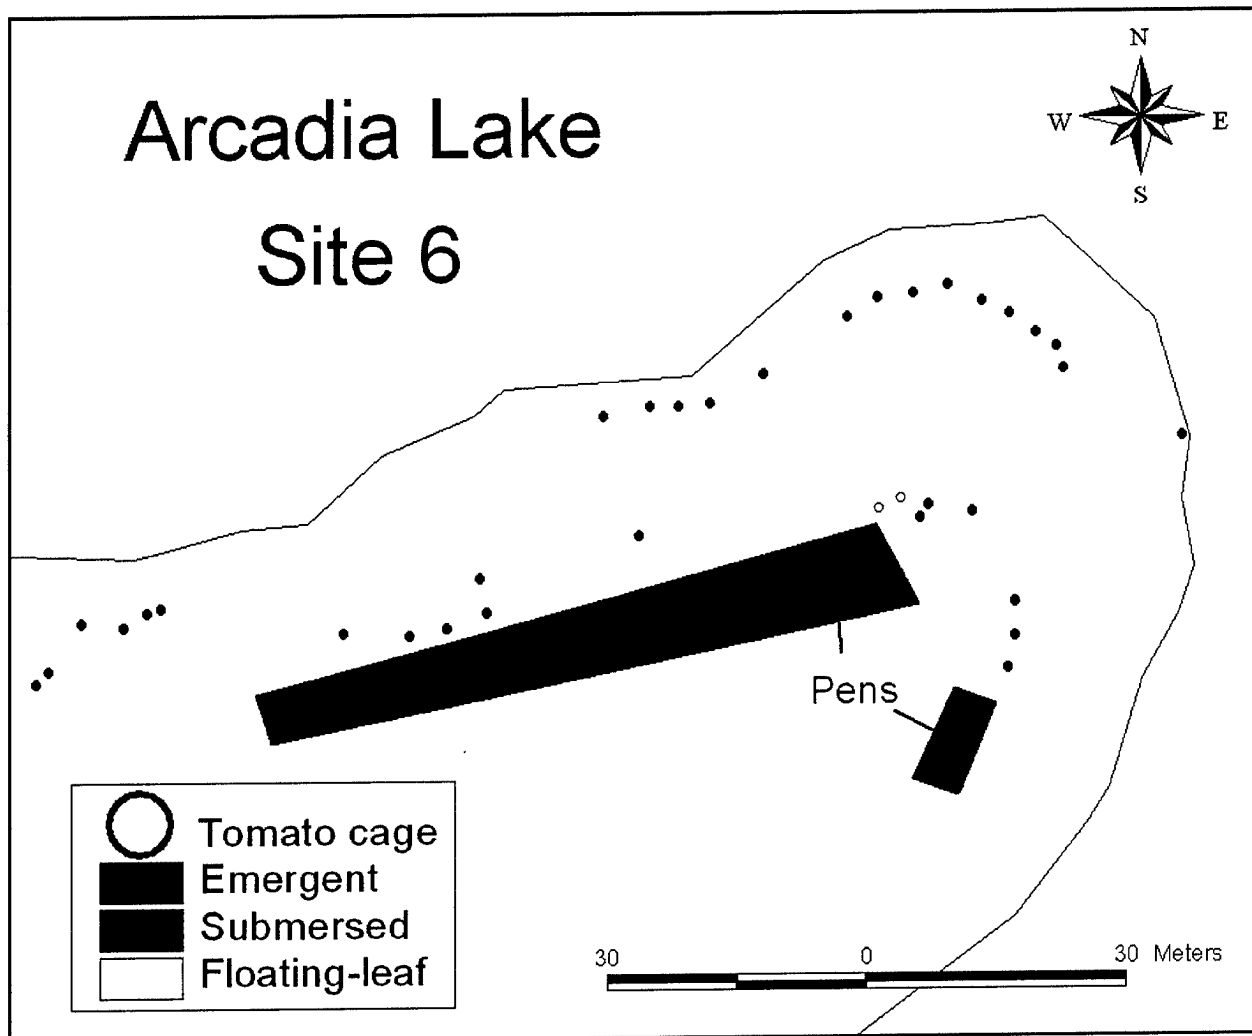 Arcadia Lake
Site 6
N
W E
S
Pens
Tomato cage
Emergent
Submersed
Floating-leaf
30 0 30 Meters